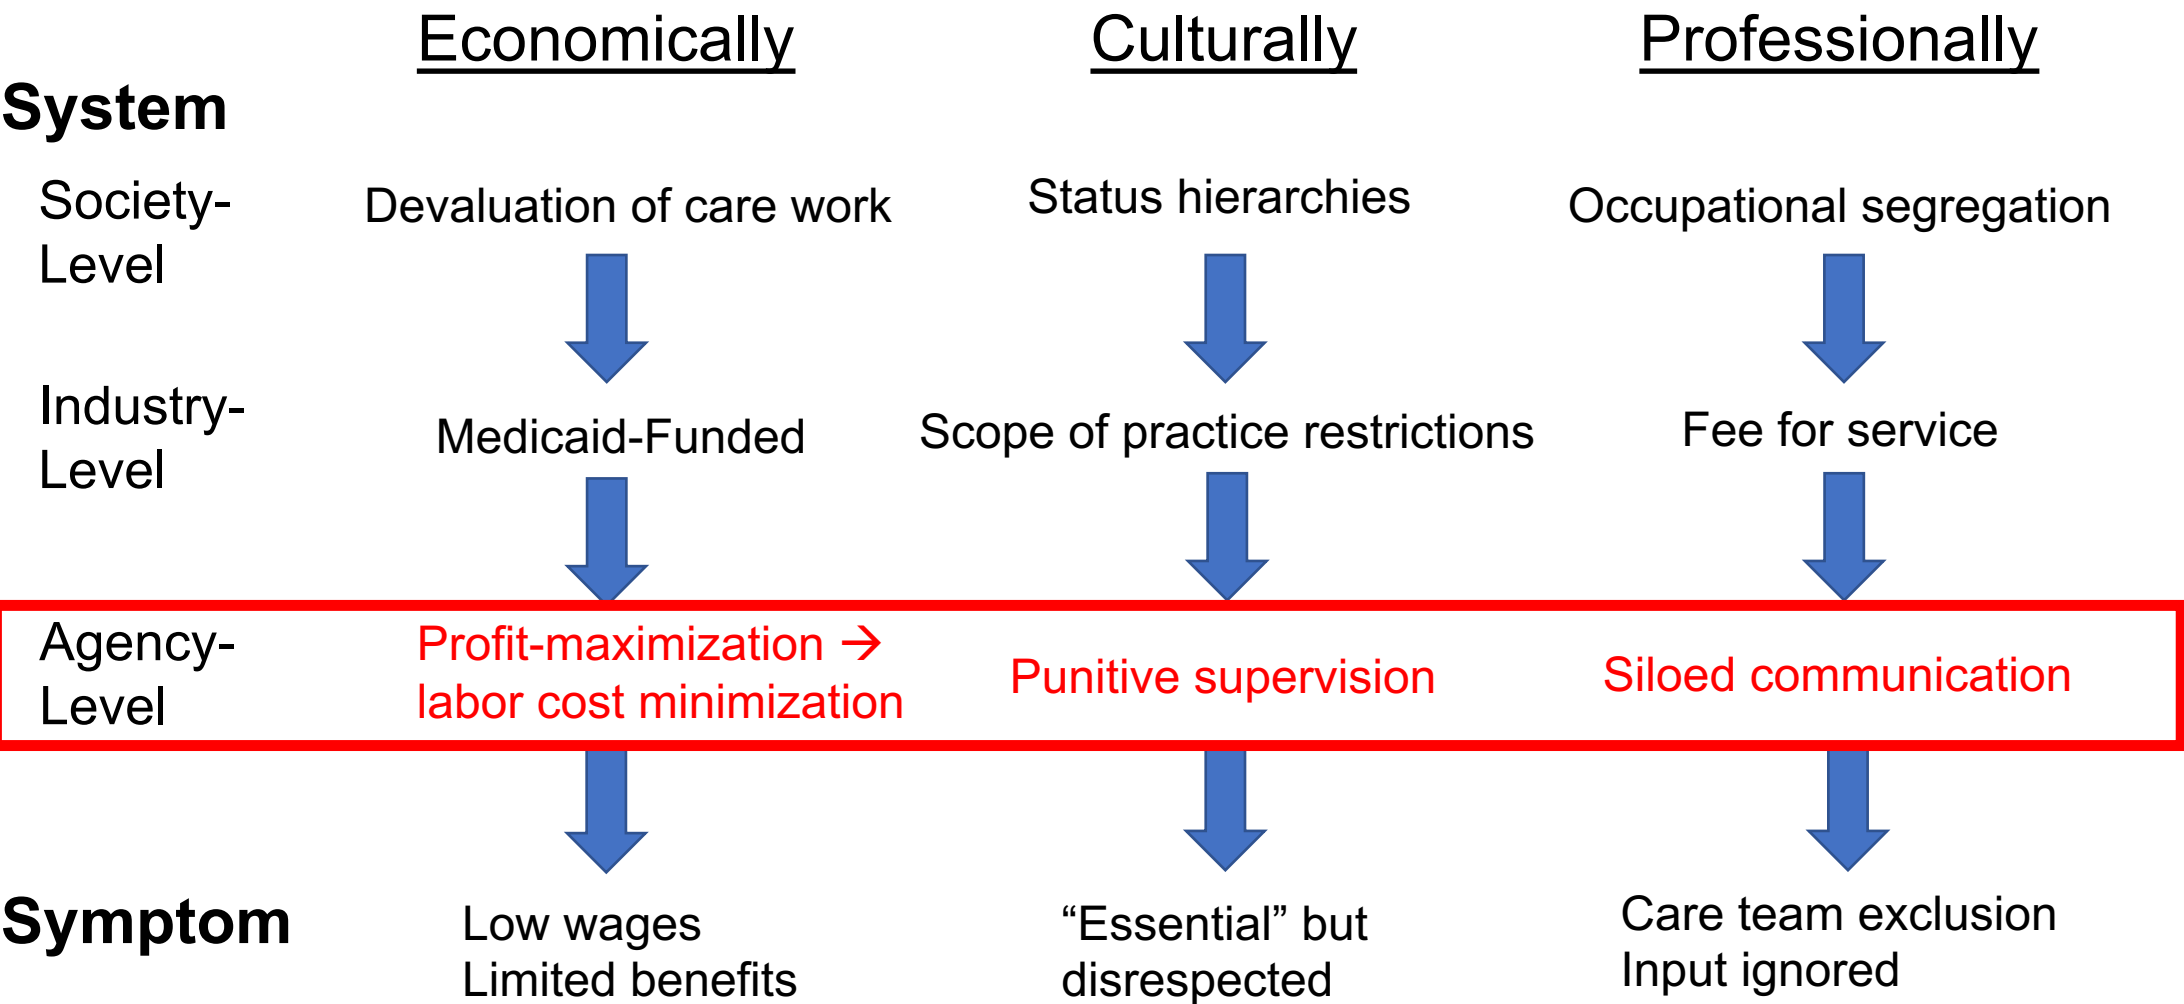 Economically Culturally Professionally
System
Society-
Level
Devaluation of care work
Status hierarchies
Occupational segregation
Industry-
Level
Medicaid-Funded
Scope of practice restrictions
Fee for service
Agency-
Level
Profit-maximization →
labor cost minimization
Punitive supervision
Siloed communication
Symptom
Low wages
Limited benefits
“Essential” but
disrespected
Care team exclusion
Input ignored